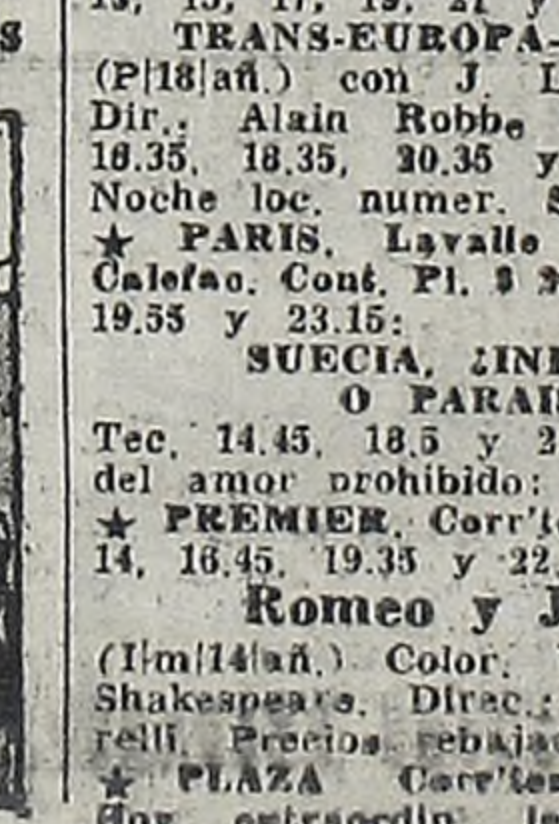 TRANS-EUROPA-
(P|18|añ.) con J.
Dir.: Alain Robbe
16.35, 18.35, 20.35 y
Noche loc. numer. S
★ PARIS, Lavalle
Calefac. Cont. Pl. $
19.55 y 23.15:
SUECIA, ¿IN
O PARAI
Tec. 14.45, 18.5 y 2
del amor prohibido:
★ PREMIER, Corr't
14, 16.45, 19.35 y 22.
Romeo y J
(I|m|14|añ.) Color.
Shakespeare. Direc.:
relli. Precios rebaja
★ PLAZA Corr'te
Hoy extraordin.